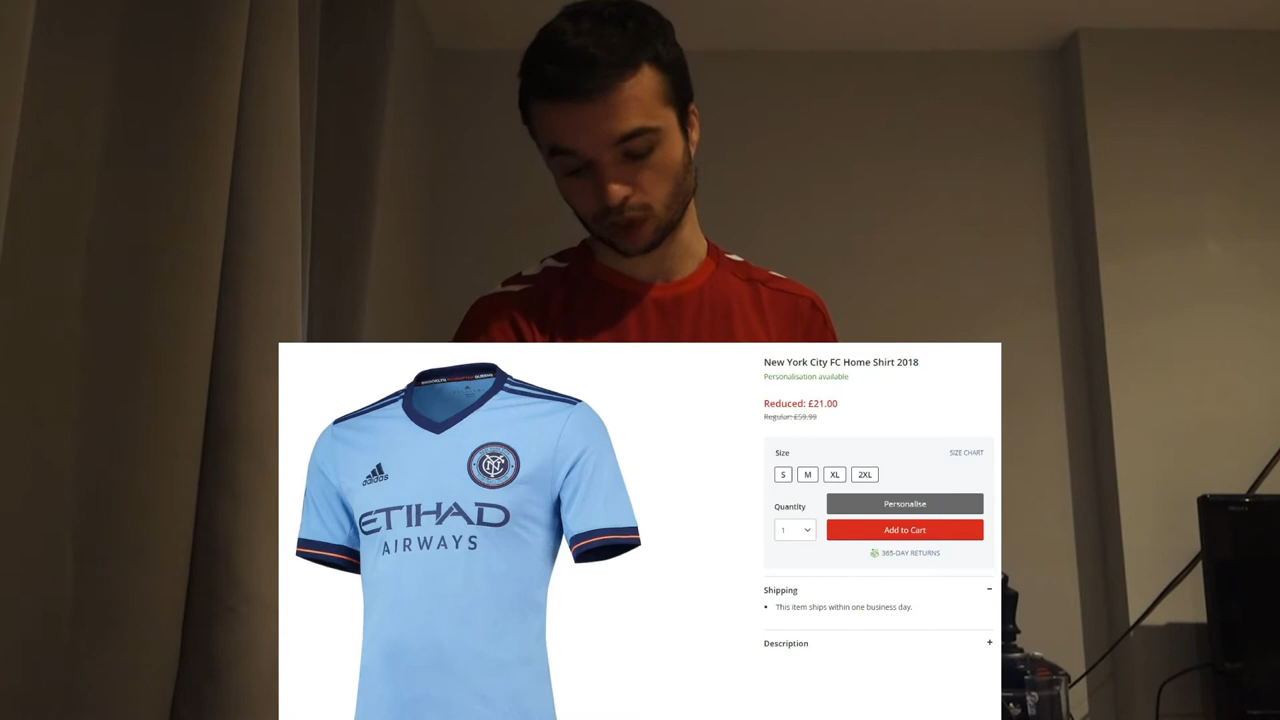 New York City FC Home Shirt 2018
Personalisation available
Reduced: £21.00
Regular: £59.99
Size
SIZE CHART
S
M
XL
2XL
Quantity
Personalise
1
Add to Cart
365-DAY RETURNS
Shipping
This item ships within one business day.
Description
adidas
ETIHAD
AIRWAYS